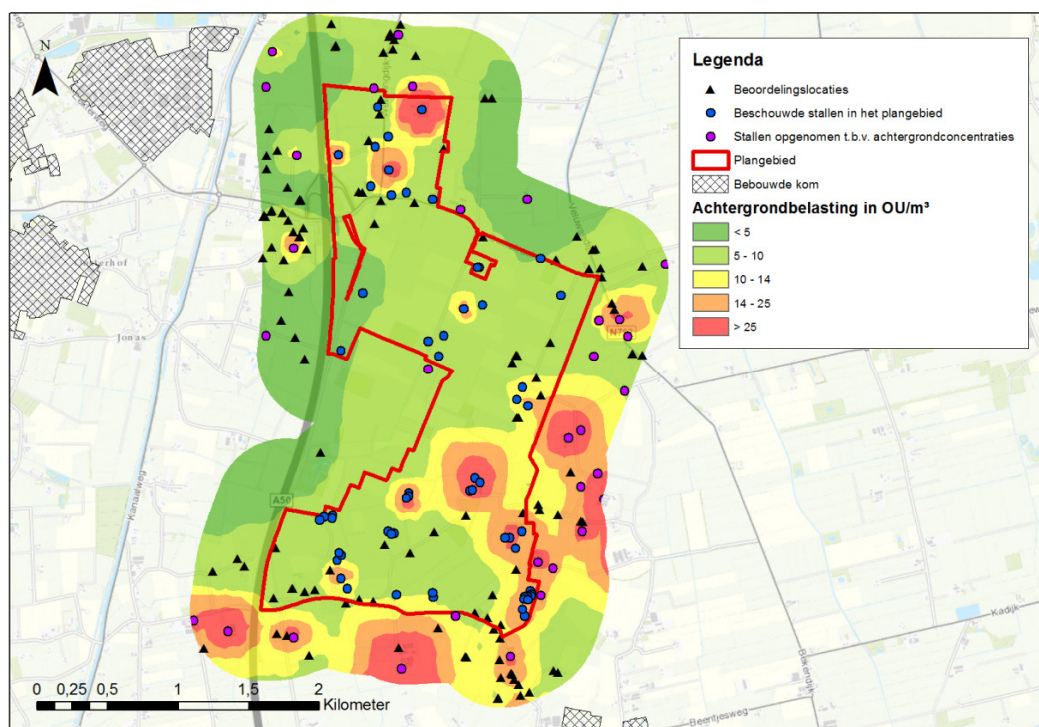 N
Legenda
Beoordelingslocaties
Beschouwde stallen in het plangebied
Stallen opgenomen t.b.v. achtergrondconcentraties
Plangebied
Bebouwde kom
Achtergrondbelasting in OU/m³
< 5
5 - 10
10 - 14
14 - 25
> 25
Jonas
A50
Kanaalweg
Kadijk
Bekendijk
Beentjesweg
0 0,25 0,5 1 1,5 2
Kilometer